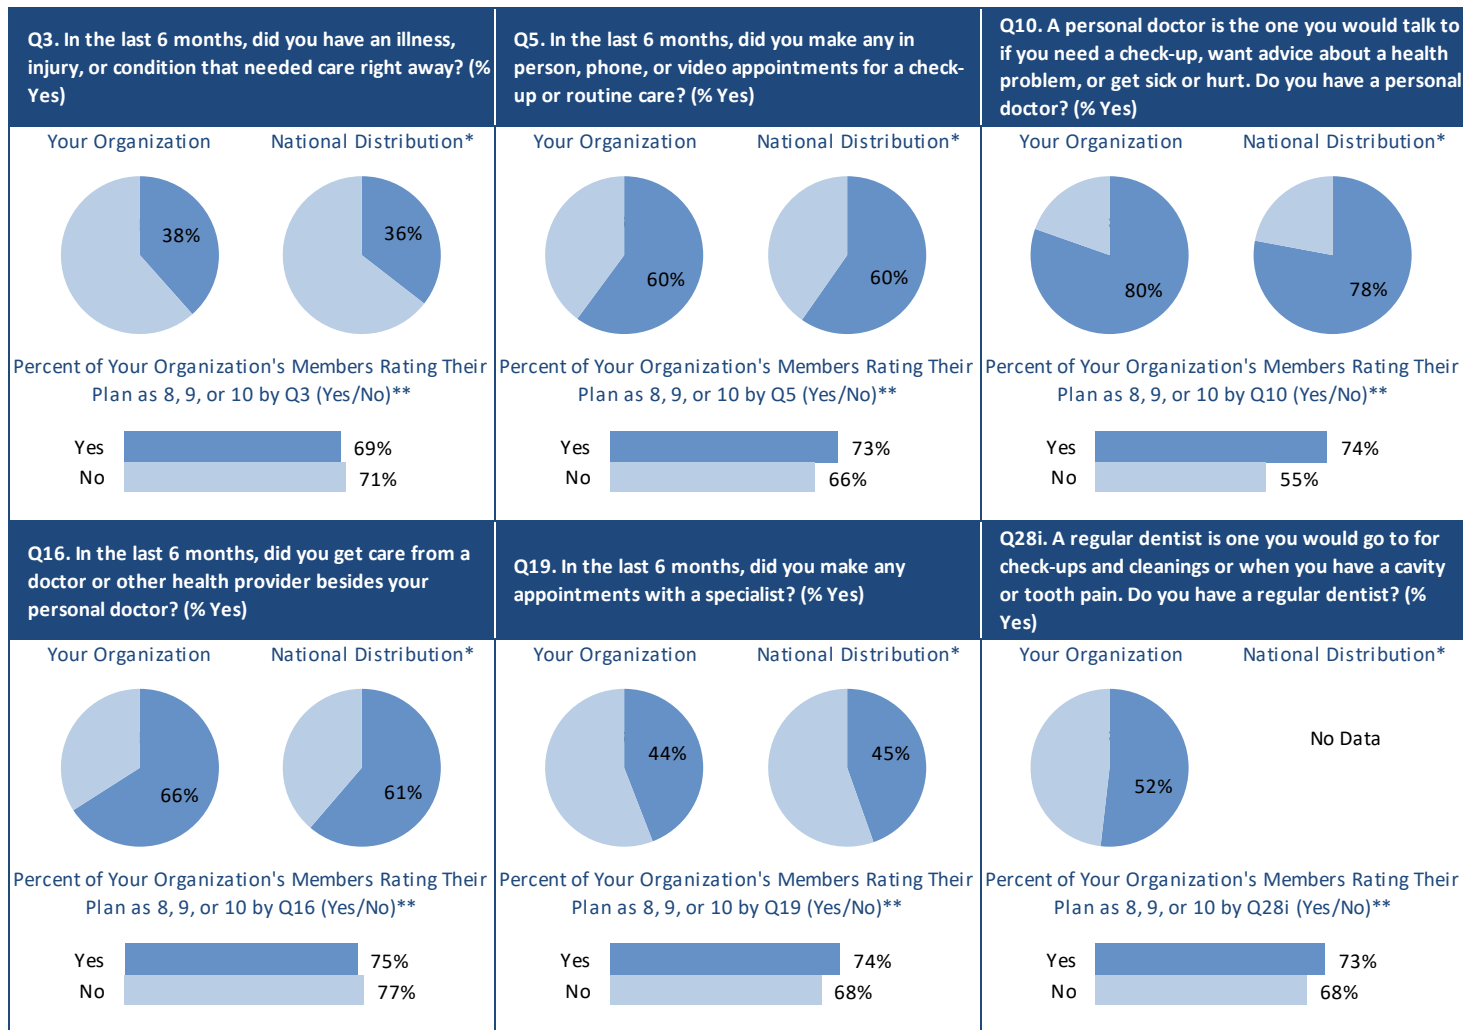 Q3. In the last 6 months, did you have an illness,
injury, or condition that needed care right away? (%
Yes)
Your Organization
National Distribution*
38%
36%
Percent of Your Organization's Members Rating Their
Plan as 8, 9, or 10 by Q3 (Yes/No)**
Yes
69%
No
71%
Q5. In the last 6 months, did you make any in
person, phone, or video appointments for a check-
up or routine care? (% Yes)
Your Organization
National Distribution*
60%
60%
Percent of Your Organization's Members Rating Their
Plan as 8, 9, or 10 by Q5 (Yes/No)**
Yes
73%
No
66%
Q10. A personal doctor is the one you would talk to
if you need a check-up, want advice about a health
problem, or get sick or hurt. Do you have a personal
doctor? (% Yes)
Your Organization
National Distribution*
80%
78%
Percent of Your Organization's Members Rating Their
Plan as 8, 9, or 10 by Q10 (Yes/No)**
Yes
74%
No
55%
Q16. In the last 6 months, did you get care from a
doctor or other health provider besides your
personal doctor? (% Yes)
Your Organization
National Distribution*
66%
61%
Percent of Your Organization's Members Rating Their
Plan as 8, 9, or 10 by Q16 (Yes/No)**
Yes
75%
No
77%
Q19. In the last 6 months, did you make any
appointments with a specialist? (% Yes)
Your Organization
National Distribution*
44%
45%
Percent of Your Organization's Members Rating Their
Plan as 8, 9, or 10 by Q19 (Yes/No)**
Yes
74%
No
68%
Q28i. A regular dentist is one you would go to for
check-ups and cleanings or when you have a cavity
or tooth pain. Do you have a regular dentist? (%
Yes)
Your Organization
National Distribution*
52%
No Data
Percent of Your Organization's Members Rating Their
Plan as 8, 9, or 10 by Q28i (Yes/No)**
Yes
73%
No
68%